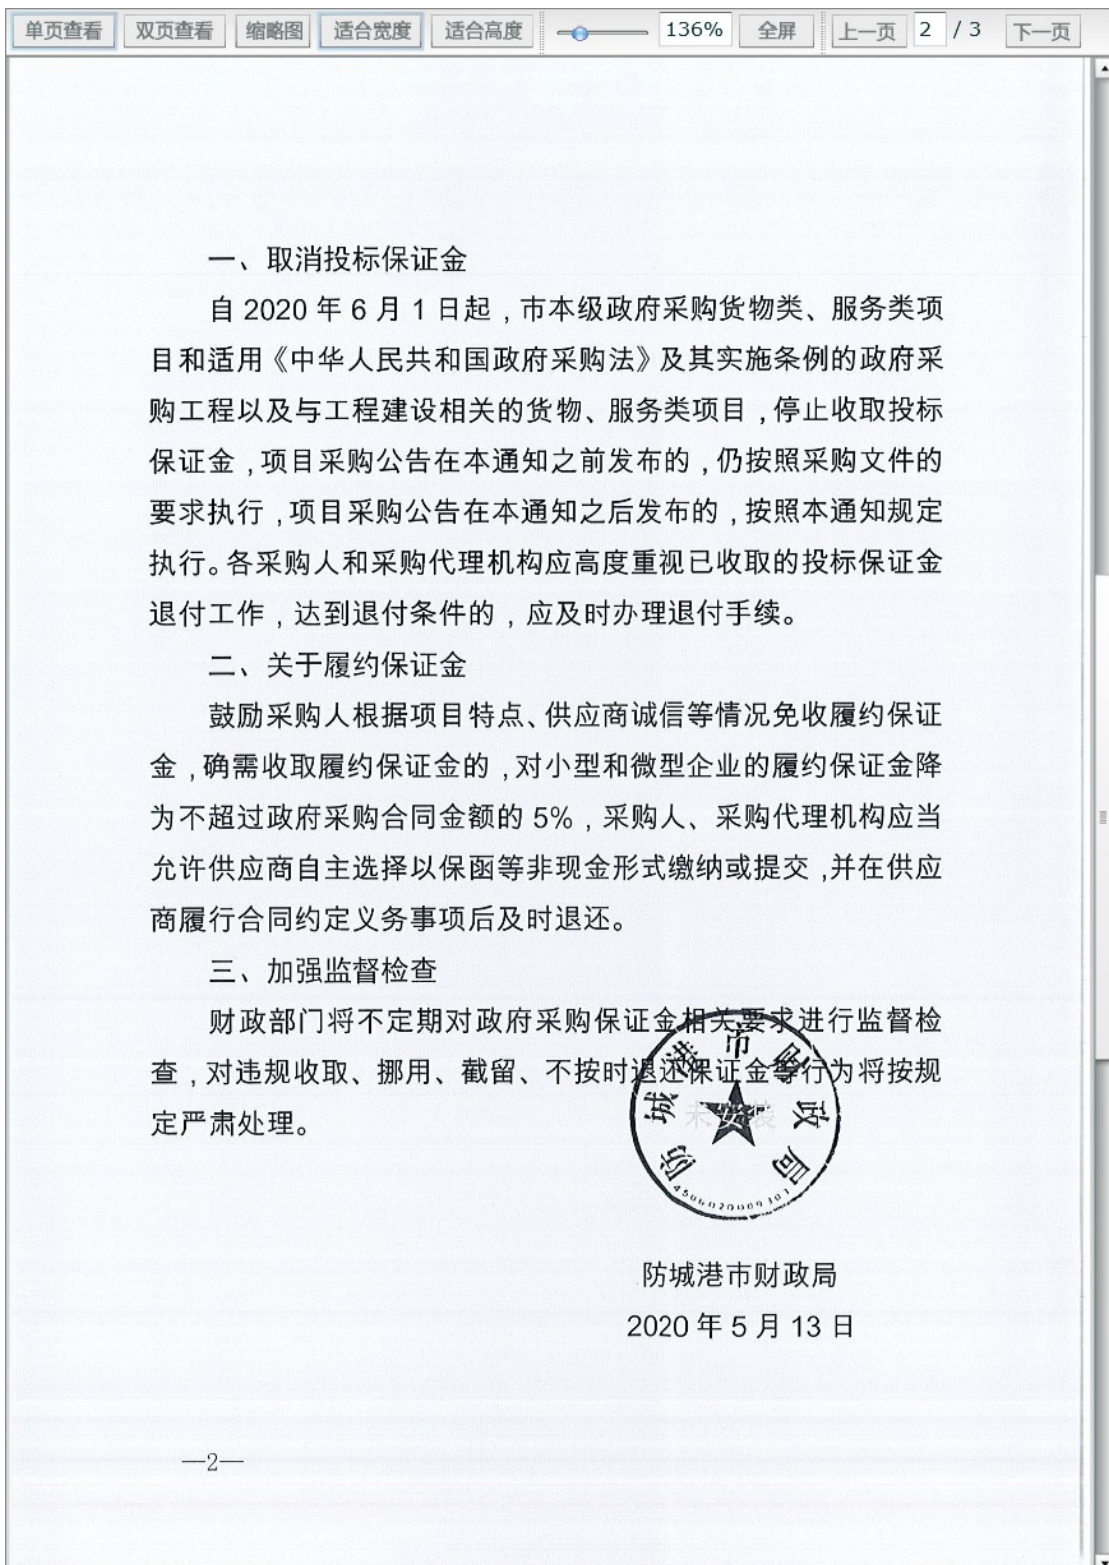 单页查看 双页查看 缩略图 适合宽度 适合高度 136% 全屏 上一页 2 / 3 下一页
一、取消投标保证金
自 2020 年 6 月 1 日起，市本级政府采购货物类、服务类项
目和适用《中华人民共和国政府采购法》及其实施条例的政府采
购工程以及与工程建设相关的货物、服务类项目，停止收取投标
保证金，项目采购公告在本通知之前发布的，仍按照采购文件的
要求执行，项目采购公告在本通知之后发布的，按照本通知规定
执行。各采购人和采购代理机构应高度重视已收取的投标保证金
退付工作，达到退付条件的，应及时办理退付手续。
二、关于履约保证金
鼓励采购人根据项目特点、供应商诚信等情况免收履约保证
金，确需收取履约保证金的，对小型和微型企业的履约保证金降
为不超过政府采购合同金额的 5%，采购人、采购代理机构应当
允许供应商自主选择以保函等非现金形式缴纳或提交，并在供应
商履行合同约定义务事项后及时退还。
三、加强监督检查
财政部门将不定期对政府采购保证金相关要求进行监督检
查，对违规收取、挪用、截留、不按时退还保证金等行为将按规
定严肃处理。
防城港市财政局
未安装
防城港市财政局
2020 年 5 月 13 日
—2—